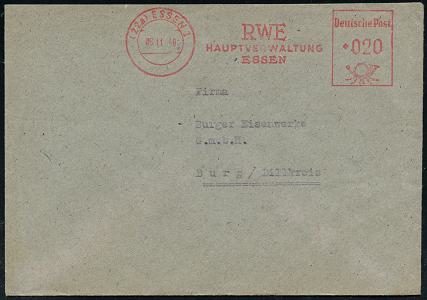 (22a) ESSEN 1
05.11.48
RWE
HAUPTVERWALTUNG
ESSEN
Deutsche Post
020
Firma
Burger Eisenwerke
G.m.b.H.
Burg/Dillkreis